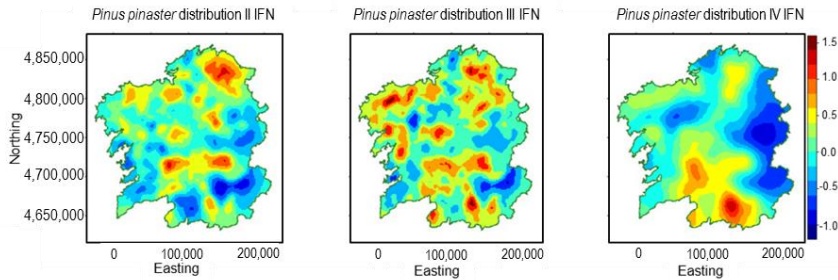 Pinus pinaster distribution II IFN
Pinus pinaster distribution III IFN
Pinus pinaster distribution IV IFN
Northing
4,850,000
4,800,000
4,750,000
4,700,000
4,650,000
0 100,000 200,000
Easting
0 100,000 200,000
Easting
0 100,000 200,000
Easting
1.5
1.0
0.5
0.0
-0.5
-1.0